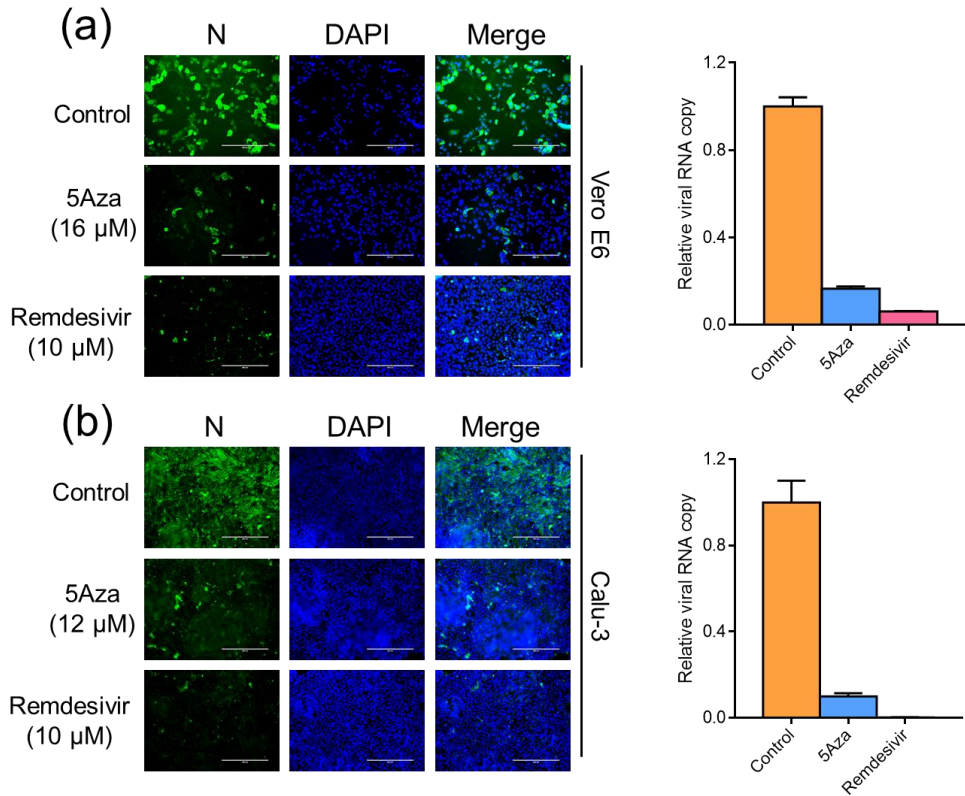 (a)
N DAPI Merge
Control
5Aza
(16 µM)
Remdesivir
(10 µM)
Vero E6
Relative viral RNA copy
1.2
0.8
0.4
0.0
Control
5Aza
Remdesivir
(b)
N DAPI Merge
Control
5Aza
(12 µM)
Remdesivir
(10 µM)
Calu-3
Relative viral RNA copy
1.2
0.8
0.4
0.0
Control
5Aza
Remdesivir